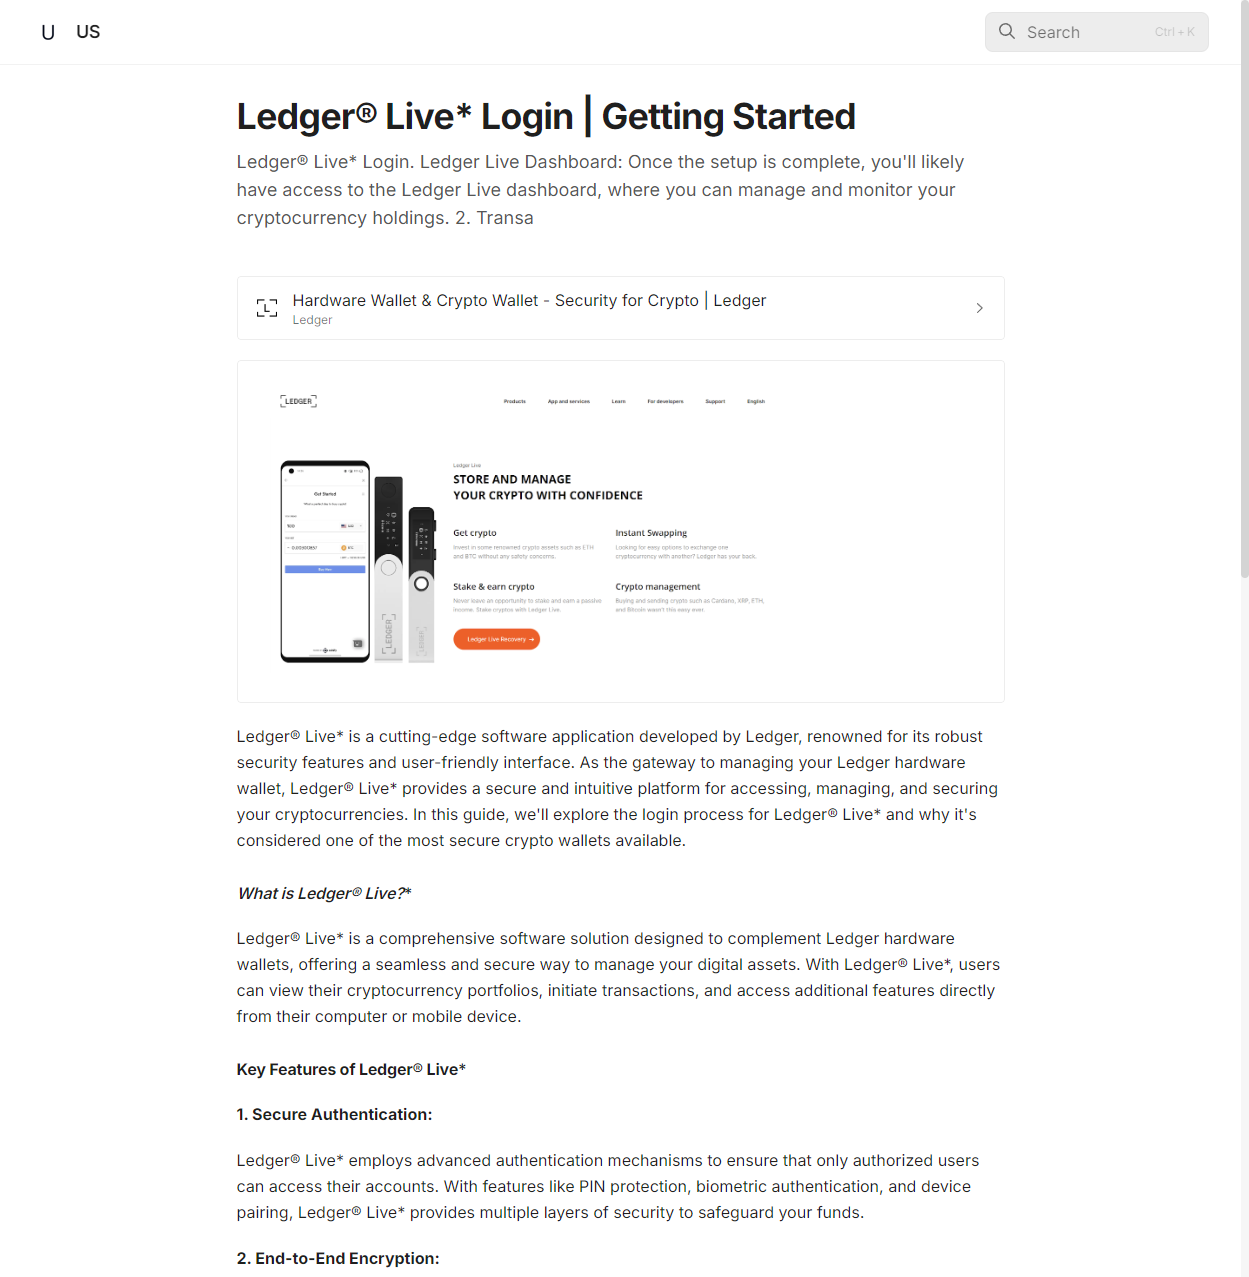 U US
Search Ctrl + K
Ledger® Live* Login | Getting Started
Ledger® Live* Login. Ledger Live Dashboard: Once the setup is complete, you'll likely
have access to the Ledger Live dashboard, where you can manage and monitor your
cryptocurrency holdings. 2. Transa
Hardware Wallet & Crypto Wallet - Security for Crypto | Ledger
Ledger
LEDGER
Products App and services Learn For developers Support English
Get Started
Ledger Live
STORE AND MANAGE
YOUR CRYPTO WITH CONFIDENCE
Get crypto
Invest in some renowned crypto assets such as ETH
and BTC without any safety concerns.
Instant Swapping
Looking for easy options to exchange one
cryptocurrency with another? Ledger has your back.
Stake & earn crypto
Never leave an opportunity to stake and earn a passive
income. Stake cryptos with Ledger Live.
Crypto management
Buying and sending crypto such as Cardano, XRP, ETH,
and Bitcoin wasn't this easy ever.
Ledger Live Recovery →
LEDGER
LEDGER
Ledger® Live* is a cutting-edge software application developed by Ledger, renowned for its robust
security features and user-friendly interface. As the gateway to managing your Ledger hardware
wallet, Ledger® Live* provides a secure and intuitive platform for accessing, managing, and securing
your cryptocurrencies. In this guide, we'll explore the login process for Ledger® Live* and why it's
considered one of the most secure crypto wallets available.
What is Ledger® Live?*
Ledger® Live* is a comprehensive software solution designed to complement Ledger hardware
wallets, offering a seamless and secure way to manage your digital assets. With Ledger® Live*, users
can view their cryptocurrency portfolios, initiate transactions, and access additional features directly
from their computer or mobile device.
Key Features of Ledger® Live*
1. Secure Authentication:
Ledger® Live* employs advanced authentication mechanisms to ensure that only authorized users
can access their accounts. With features like PIN protection, biometric authentication, and device
pairing, Ledger® Live* provides multiple layers of security to safeguard your funds.
2. End-to-End Encryption: